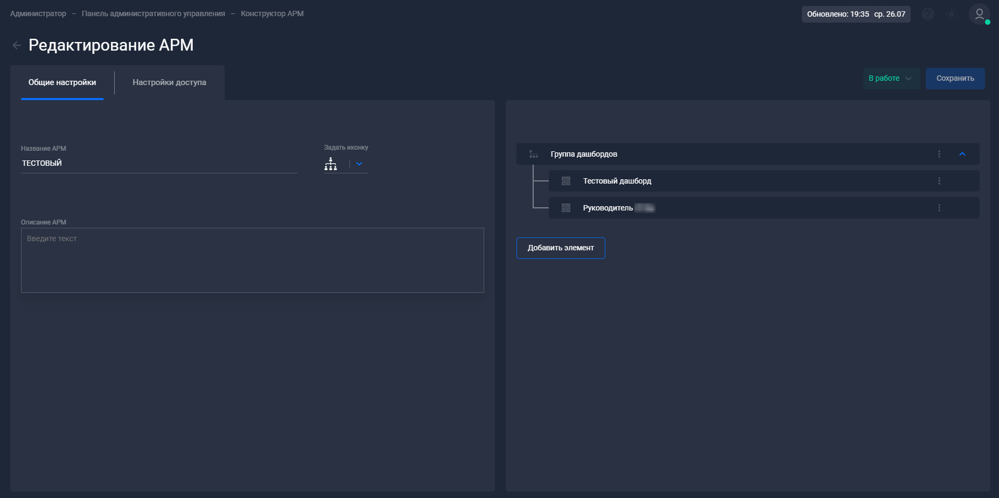 Администратор – Панель административного управления – Конструктор АРМ
Обновлено: 19:35 ср. 26.07
Редактирование АРМ
Общие настройки
Настройки доступа
В работе
Сохранить
Название АРМ
ТЕСТОВЫЙ
Задать иконку
Описание АРМ
Введите текст
Группа дашбордов
Тестовый дашборд
Руководитель
Добавить элемент